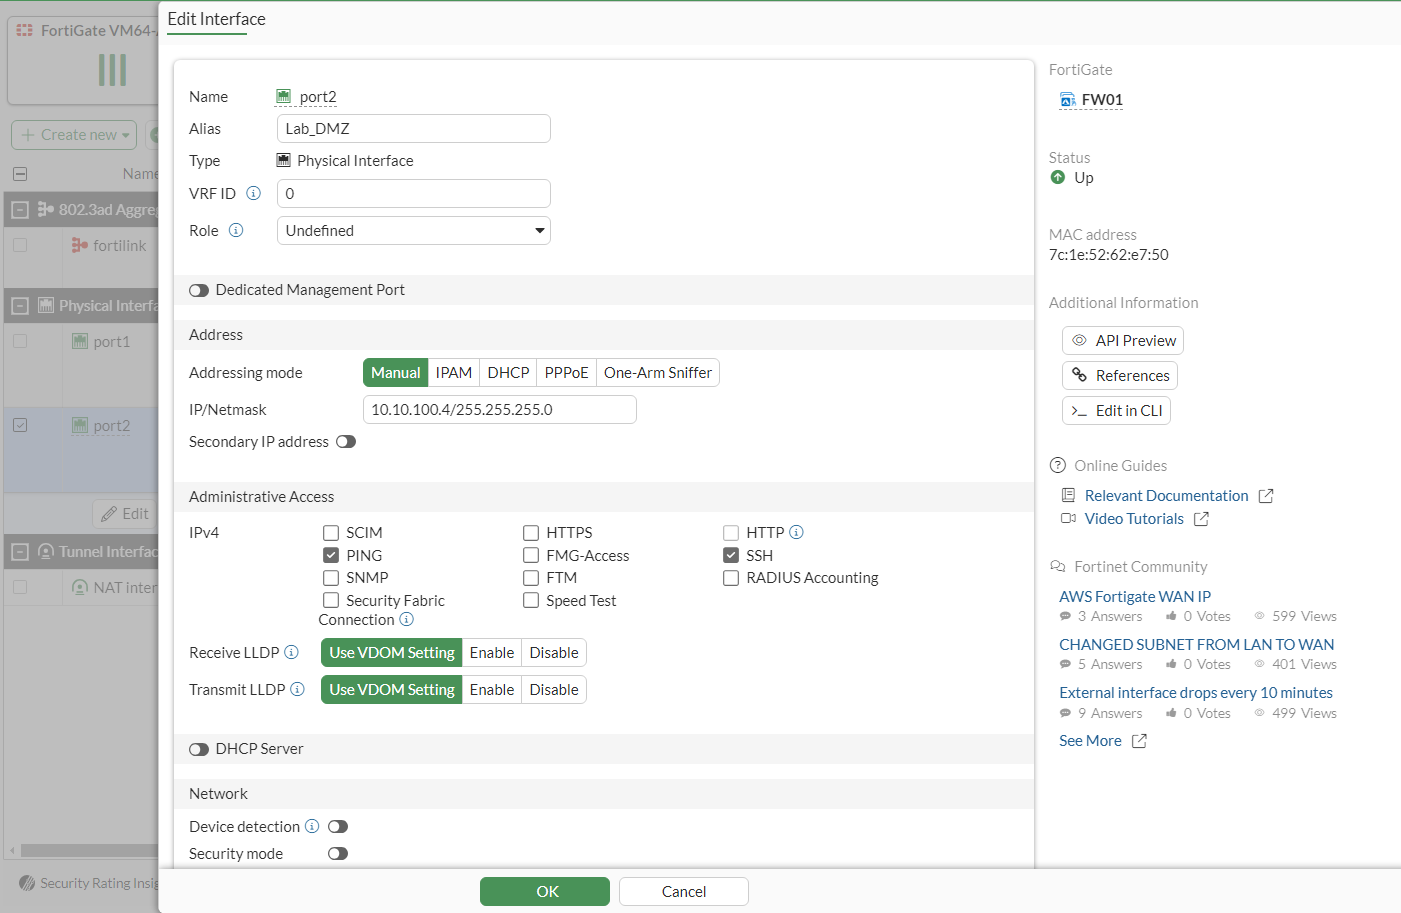 Edit Interface
FortiGate VM64-
Create new
Name
802.3ad Aggreg
fortilink
Physical Interfa
port1
port2
Edit
Tunnel Interfac
NAT inter
Security Rating Insig
Name port2
Alias Lab_DMZ
Type Physical Interface
VRF ID 0
Role Undefined
Dedicated Management Port
Address
Addressing mode Manual IPAM DHCP PPPoE One-Arm Sniffer
IP/Netmask 10.10.100.4/255.255.255.0
Secondary IP address
Administrative Access
IPv4 SCIM HTTPS HTTP
PING FMG-Access SSH
SNMP FTM RADIUS Accounting
Security Fabric Speed Test
Connection
Receive LLDP Use VDOM Setting Enable Disable
Transmit LLDP Use VDOM Setting Enable Disable
DHCP Server
Network
Device detection
Security mode
OK Cancel
FortiGate
FW01
Status
Up
MAC address
7c:1e:52:62:e7:50
Additional Information
API Preview
References
>_ Edit in CLI
Online Guides
Relevant Documentation
Video Tutorials
Fortinet Community
AWS Fortigate WAN IP
3 Answers 0 Votes 599 Views
CHANGED SUBNET FROM LAN TO WAN
5 Answers 0 Votes 401 Views
External interface drops every 10 minutes
9 Answers 0 Votes 499 Views
See More